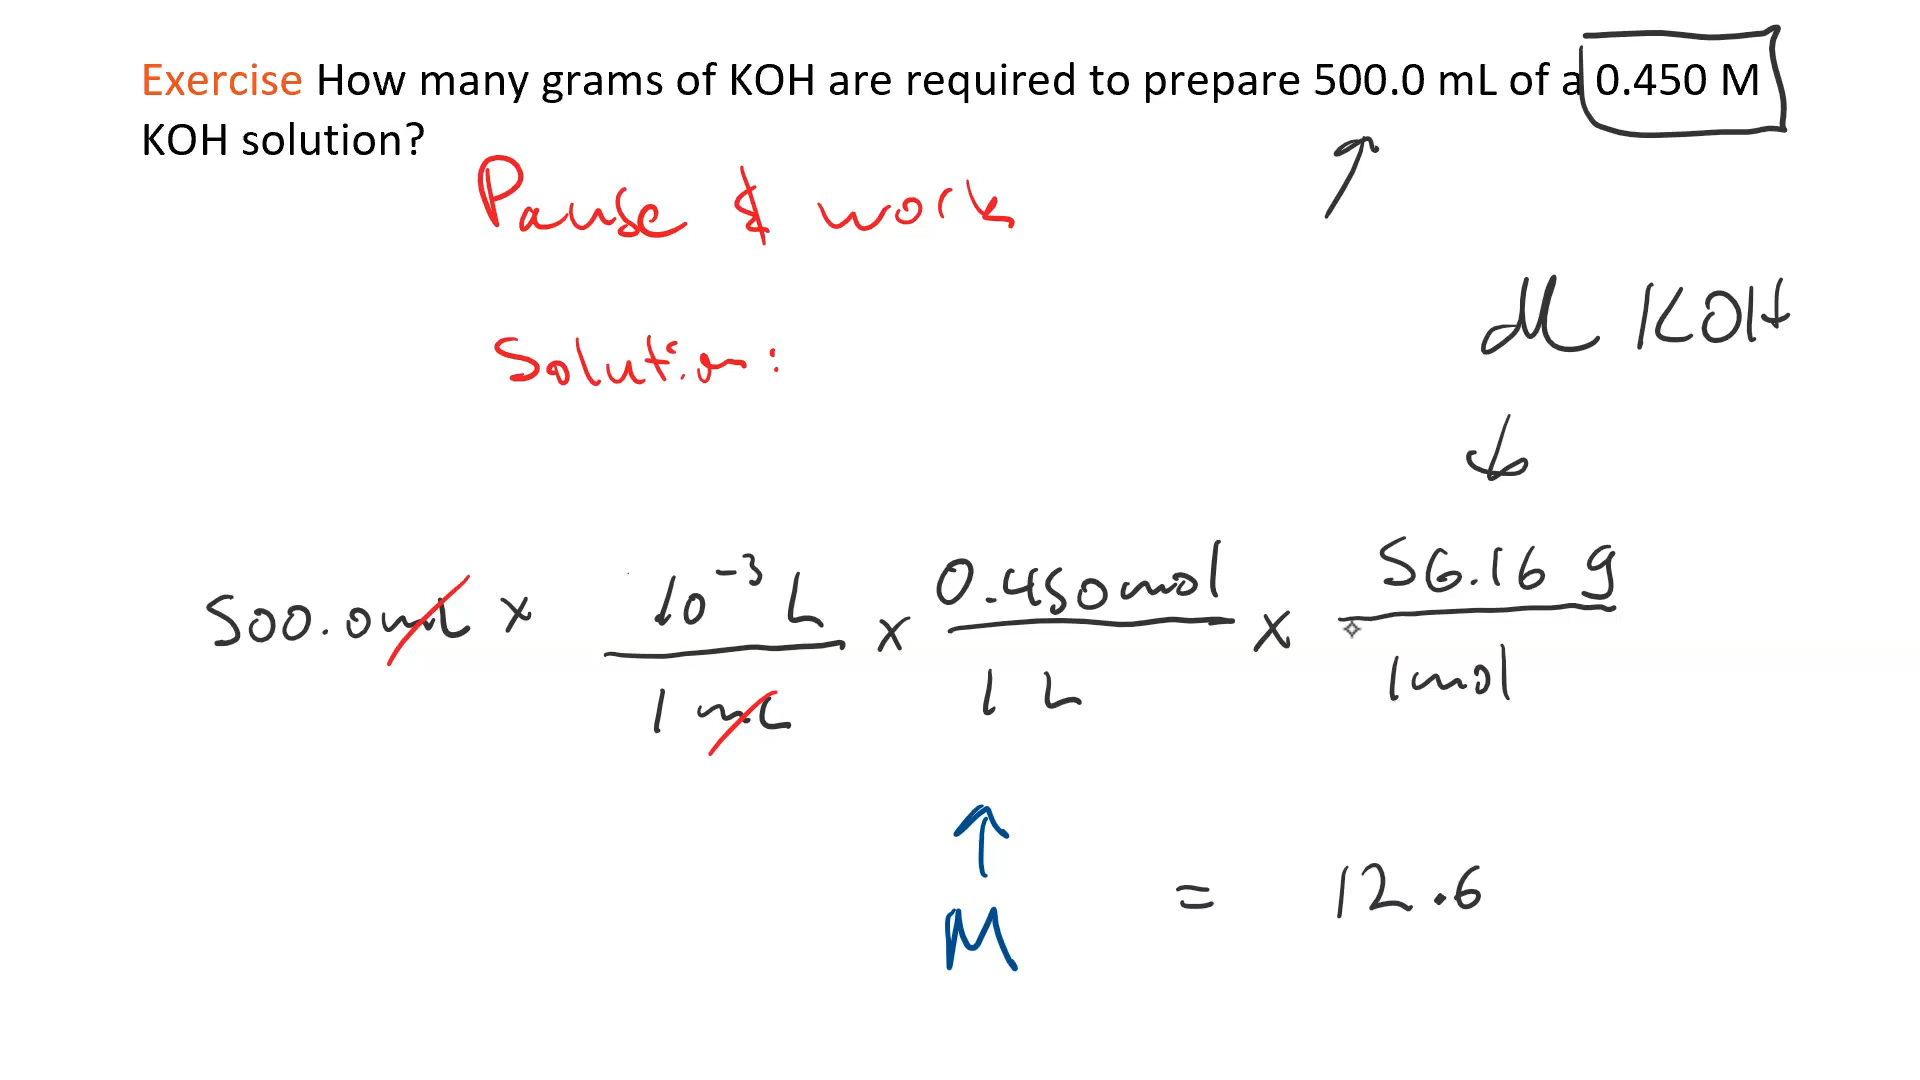 Exercise How many grams of KOH are required to prepare 500.0 mL of a 0.450 M
KOH solution?
Pause & work
Solution:
M KOH
500.0 mL x 10⁻³ L / 1 mL x 0.450 mol / 1 L x 56.16 g / 1 mol
M
= 12.6